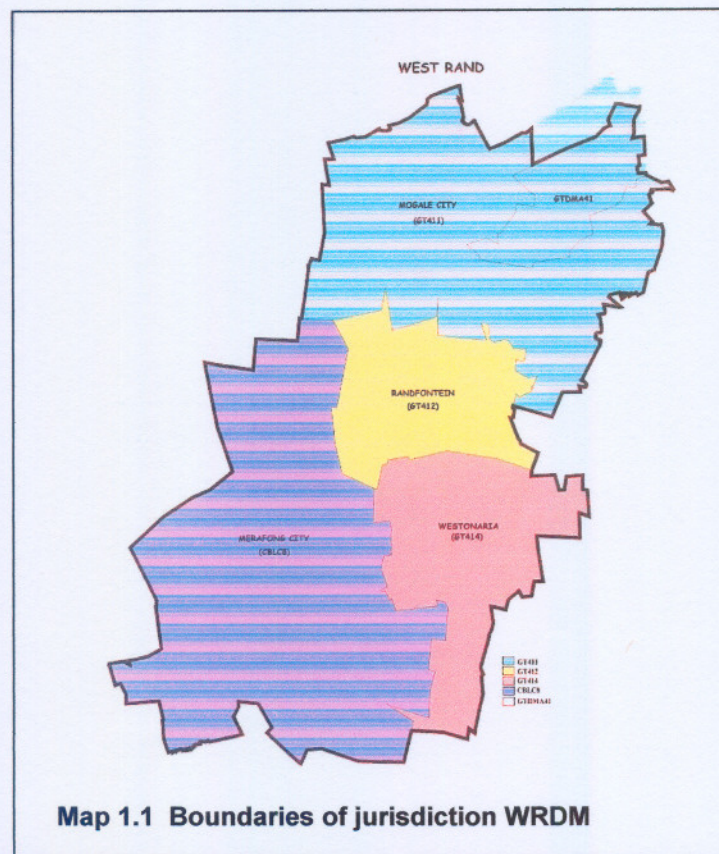 WEST RAND
MOGALE CITY
(GT411)
GTDMA41
RANDFONTEIN
(GT412)
WESTONARIA
(GT414)
MERAFONG CITY
(CBLC8)
GT411
GT412
GT414
CBLC8
GTDMA41
Map 1.1 Boundaries of jurisdiction WRDM